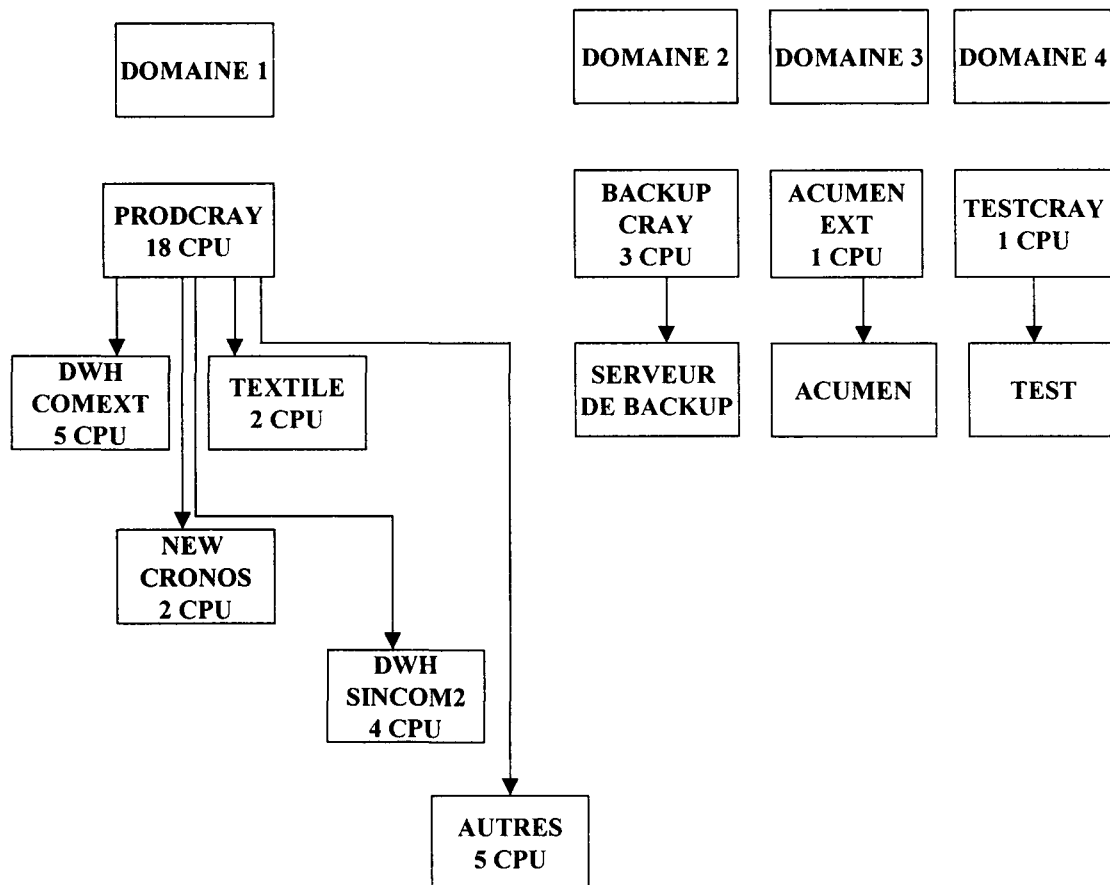 DOMAINE 1
DOMAINE 2
DOMAINE 3
DOMAINE 4
PRODCRAY
18 CPU
BACKUP
CRAY
3 CPU
ACUMEN
EXT
1 CPU
TESTCRAY
1 CPU
DWH
COMEXT
5 CPU
TEXTILE
2 CPU
SERVEUR
DE BACKUP
ACUMEN
TEST
NEW
CRONOS
2 CPU
DWH
SINCOM2
4 CPU
AUTRES
5 CPU